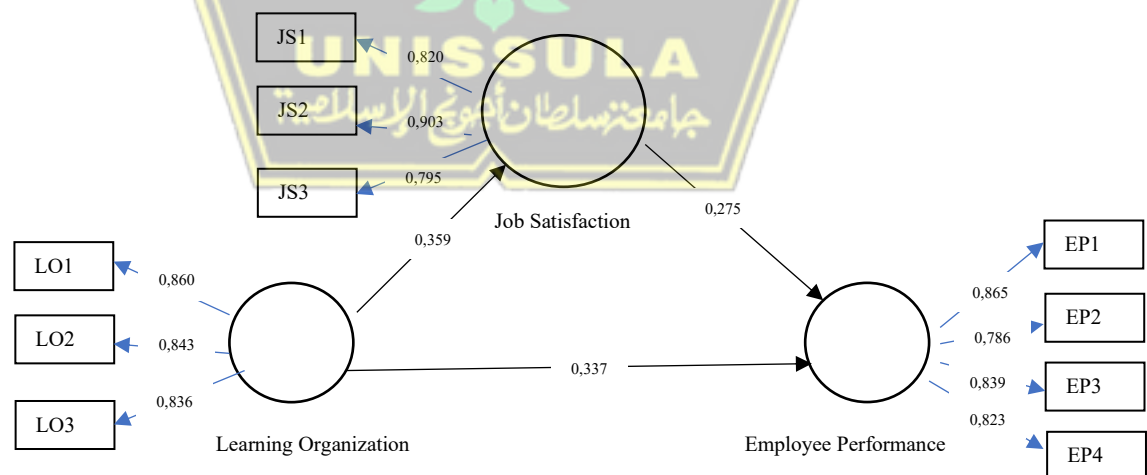 JS1
0,820
UNISSULA
JS2
0,903
جامعة سلطان أجونج الإسلامية
JS3
0,795
Job Satisfaction
0,275
0,359
LO1
0,860
LO2
0,843
LO3
0,836
Learning Organization
0,337
EP1
0,865
EP2
0,786
EP3
0,839
EP4
0,823
Employee Performance